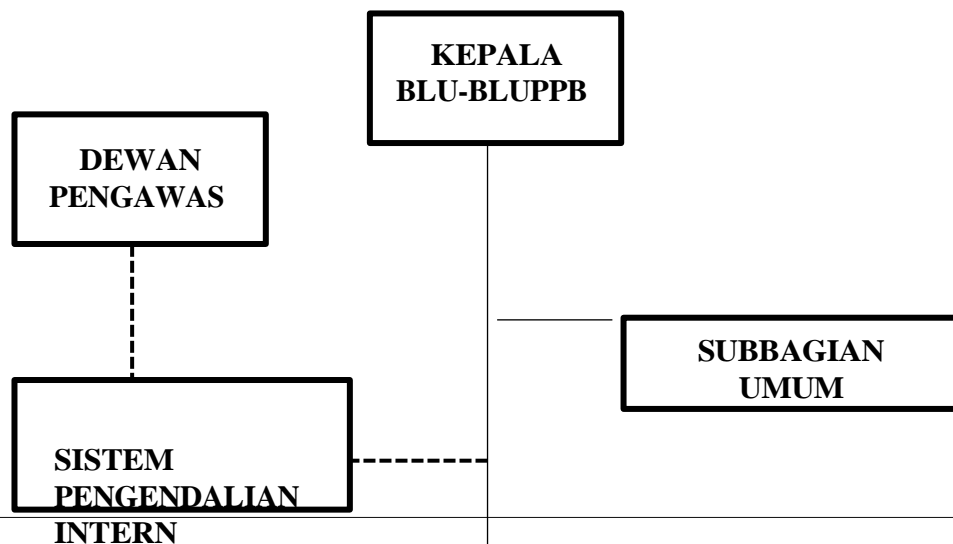 KEPALA
BLU-BLUPPB
DEWAN
PENGAWAS
SUBBAGIAN
UMUM
SISTEM
PENGENDALIAN
INTERN